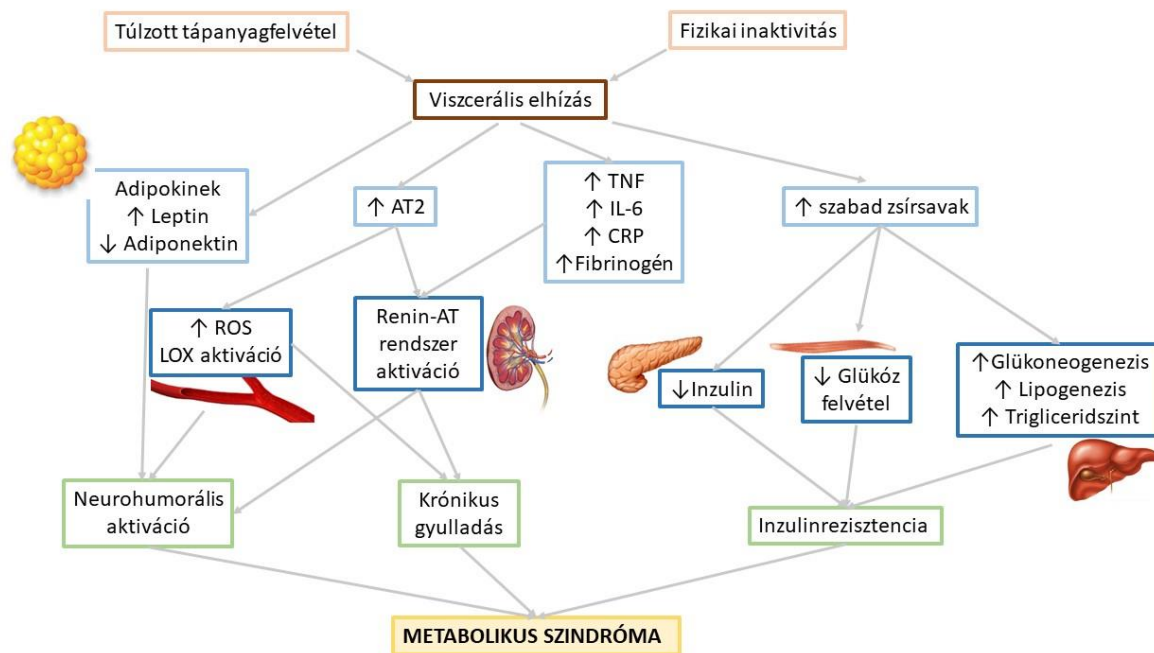 Túlzott tápanyagfelvétel
Fizikai inaktivitás
Viszcerális elhízás
Adipokinek
↑ Leptin
↓ Adiponektin
↑ AT2
↑ TNF
↑ IL-6
↑ CRP
↑Fibrinogén
↑ szabad zsírsavak
↑ ROS
LOX aktiváció
Renin-AT
rendszer
aktiváció
↓Inzulin
↓ Glükóz
felvétel
↑Glükoneogenezis
↑ Lipogenezis
↑ Trigliceridszint
Neurohumorális
aktiváció
Krónikus
gyulladás
Inzulinrezisztencia
METABOLIKUS SZINDRÓMA